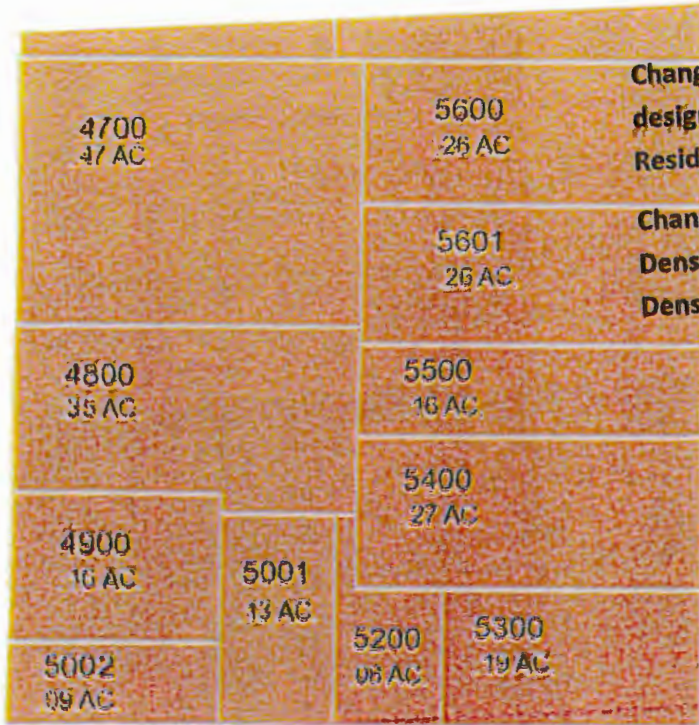 4700
47 AC
5600
.26 AC
5601
26 AC
4800
35 AC
5500
16 AC
5400
27 AC
4900
16 AC
5001
13 AC
5200
06 AC
5300
19 AC
5002
09 AC
Chang
desig
Resid
Chan
Dens
Dens